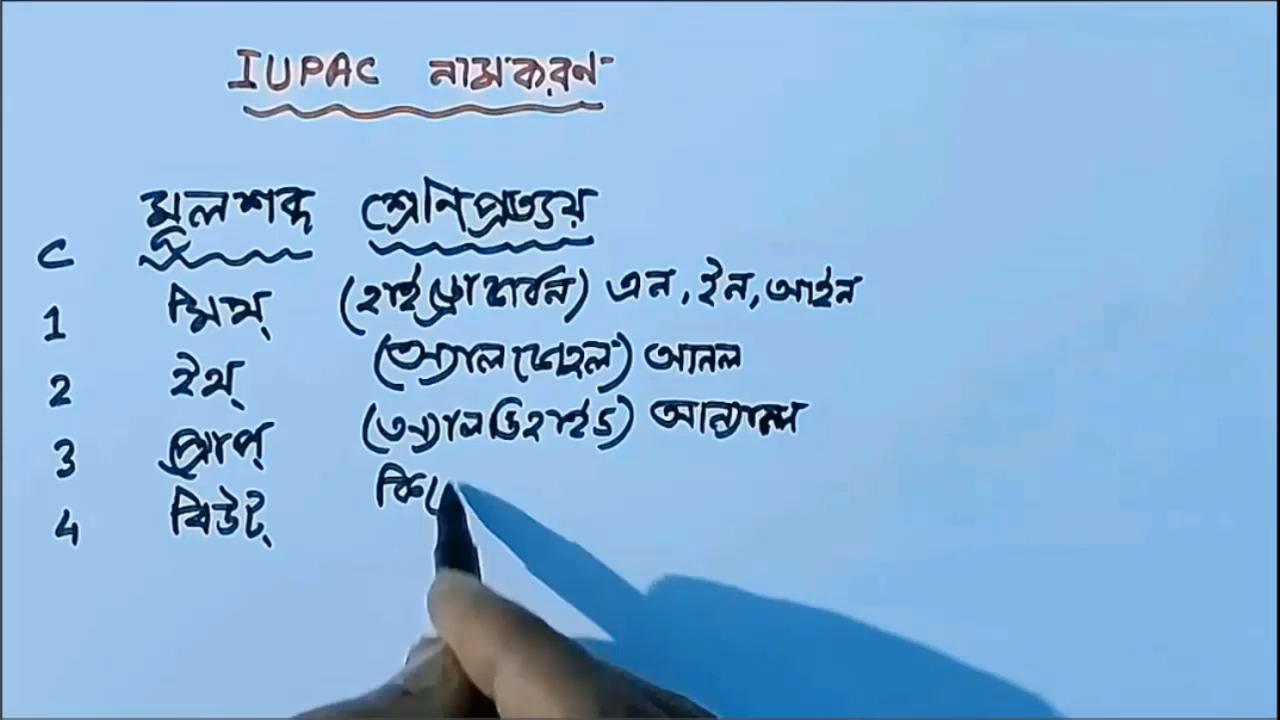 IUPAC নামকরণ
মূলশব্দ শ্রেণিপ্রত্যয়
C
1 মিথ্ (হাইড্রোকার্বন) এন, ইন, আইন
2 ইথ্ (অ্যালকোহল) আনল
3 প্রোপ্ (অ্যালডিহাইড) আন্যাল
4 বিউট্